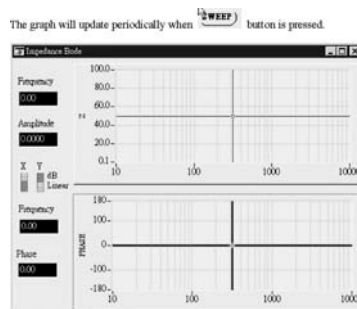 The graph will update periodically when SWEEP) button is pressed.
Impedance Bode
Frequency
0.00
Amplitude
0.0000
X Y
dB
Linear
Z
100.0
80.0
60.0
40.0
20.0
0.1
10 100 1000 1000
Frequency
0.00
Phase
0.00
PHASE
180
100
0
-100
-180
10 100 1000 1000